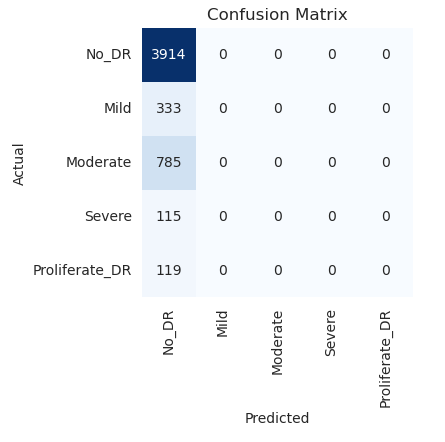 Confusion Matrix
Actual
No_DR 3914 0 0 0 0
Mild 333 0 0 0 0
Moderate 785 0 0 0 0
Severe 115 0 0 0 0
Proliferate_DR 119 0 0 0 0
No_DR Mild Moderate Severe Proliferate_DR
Predicted